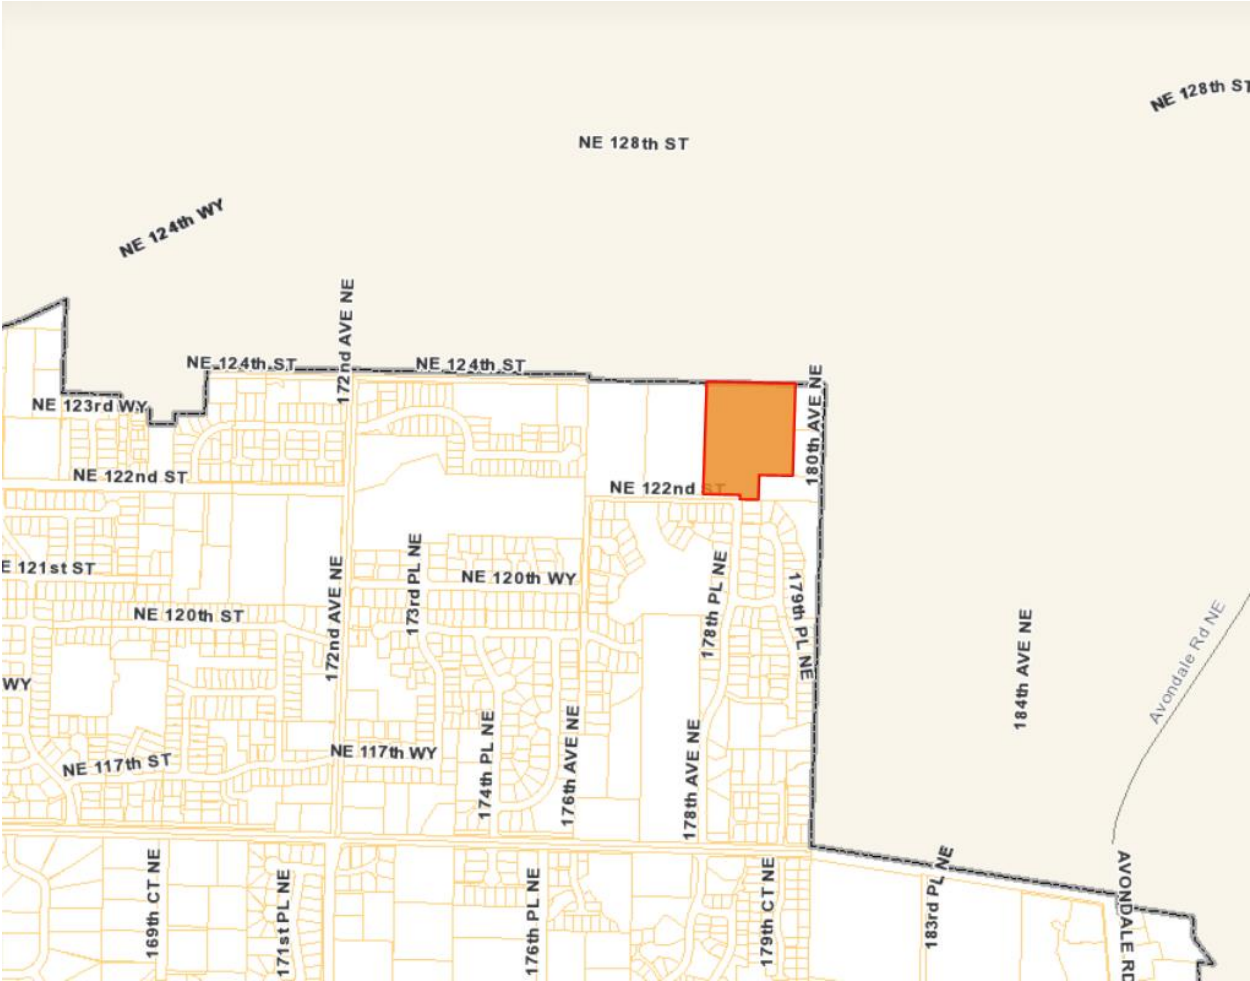 NE 128th ST
NE 128th ST
NE 124th WY
172nd AVE NE
NE 124th ST
NE 124th ST
180th AVE NE
NE 123rd WY
NE 122nd ST
NE 122nd ST
E 121st ST
173rd PL NE
NE 120th WY
178th PL NE
179th PL NE
NE 120th ST
172nd AVE NE
184th AVE NE
Avondale Rd NE
WY
NE 117th ST
NE 117th WY
174th PL NE
176th AVE NE
178th AVE NE
169th CT NE
171st PL NE
176th PL NE
179th CT NE
183rd PL NE
AVONDALE RD